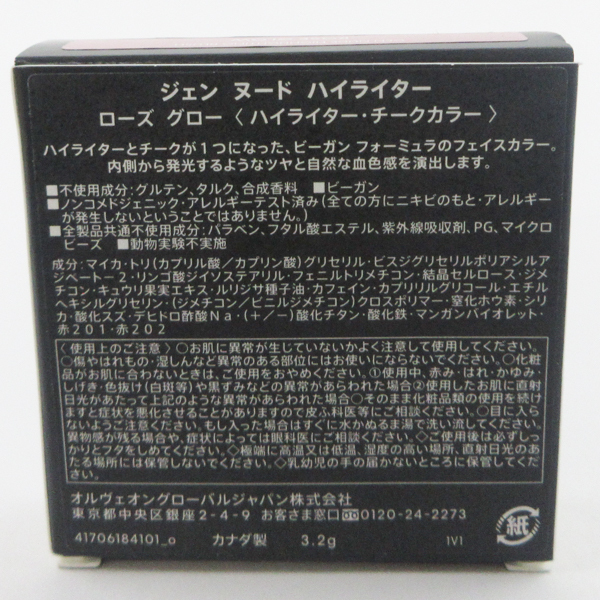 ジェン ヌード ハイライター
ローズ グロー〈ハイライター・チークカラー〉
ハイライターとチークが１つになった、ビーガン フォーミュラのフェイスカラー。
内側から発光するようなツヤと自然な血色感を演出します。
■不使用成分:グルテン、タルク、合成香料 ■ビーガン
■ノンコメドジェニック・アレルギーテスト済み(全ての方にニキビのもと・アレルギー
が発生しないということではありません。)
■全製品共通不使用成分:パラベン、フタル酸エステル、紫外線吸収剤、PG、マイクロ
ビーズ ■動物実験不実施
成分:マイカ・トリ(カプリル酸／カプリン酸)グリセリル・ビスジグリセリルポリアシルア
ジペート－２・リンゴ酸ジイソステアリル・フェニルトリメチコン・結晶セルロース・ジメ
チコン・キュウリ果実エキス・ルリジサ種子油・カフェイン・カプリリルグリコール・エチル
ヘキシルグリセリン・(ジメチコン／ビニルジメチコン)クロスポリマー・窒化ホウ素・シリ
カ・酸化スズ・デヒドロ酢酸Ｎａ・(＋／－)酸化チタン・酸化鉄・マンガンバイオレット・
赤２０１・赤２０２
〈使用上のご注意〉○お肌に異常が生じていないかよく注意して使用してください。
○傷やはれもの・湿しんなど異常のある部位にはお使いにならないでください。○化粧
品がお肌に合わないときは、ご使用をおやめください。①使用中、赤み・はれ・かゆみ・
しげき・色抜け(白斑等)や黒ずみなどの異常があらわれた場合②使用したお肌に直射
日光があたって上記のような異常があらわれた場合○そのまま化粧品類の使用を続け
ますと症状を悪化させることがありますので皮ふ科医等にご相談ください。○目に入ら
ないようご注意ください。もし入った場合はすぐに水かぬるま湯で洗い流してください。
異物感が残る場合や、症状によっては眼科医にご相談ください。◇ご使用後は必ずしっ
かりとフタをしめてください。◇極端に高温又は低温、湿度の高い場所、直射日光のあ
たる場所には保管しないでください。◇乳幼児の手の届かないところに保管してください。
オルヴェオングローバルジャパン株式会社
東京都中央区銀座2-4-9 お客さま窓口 0120-24-2273
41706184101_o カナダ製 3.2g IV1
紙